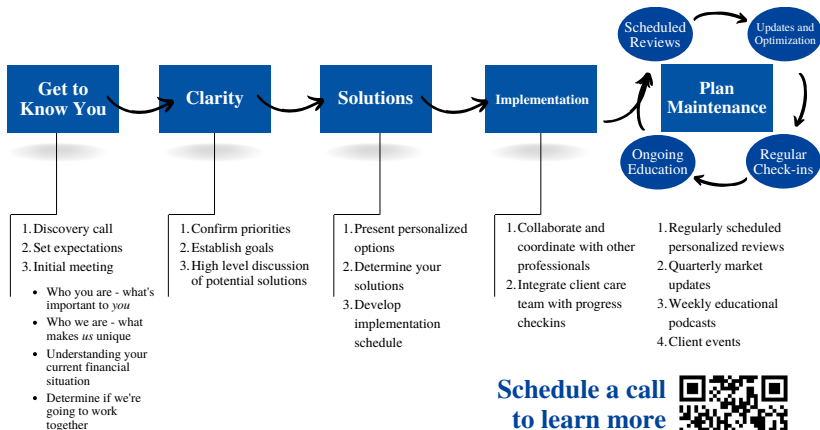 Get to
Know You
Clarity
Solutions
Implementation
Scheduled
Reviews
Updates and
Optimization
Plan
Maintenance
Ongoing
Education
Regular
Check-ins
1. Discovery call
2. Set expectations
3. Initial meeting
• Who you are - what's
important to you
• Who we are - what
makes us unique
• Understanding your
current financial
situation
• Determine if we're
going to work
together
1. Confirm priorities
2. Establish goals
3. High level discussion
of potential solutions
1. Present personalized
options
2. Determine your
solutions
3. Develop
implementation
schedule
1. Collaborate and
coordinate with other
professionals
2. Integrate client care
team with progress
checkins
1. Regularly scheduled
personalized reviews
2. Quarterly market
updates
3. Weekly educational
podcasts
4. Client events
Schedule a call
to learn more